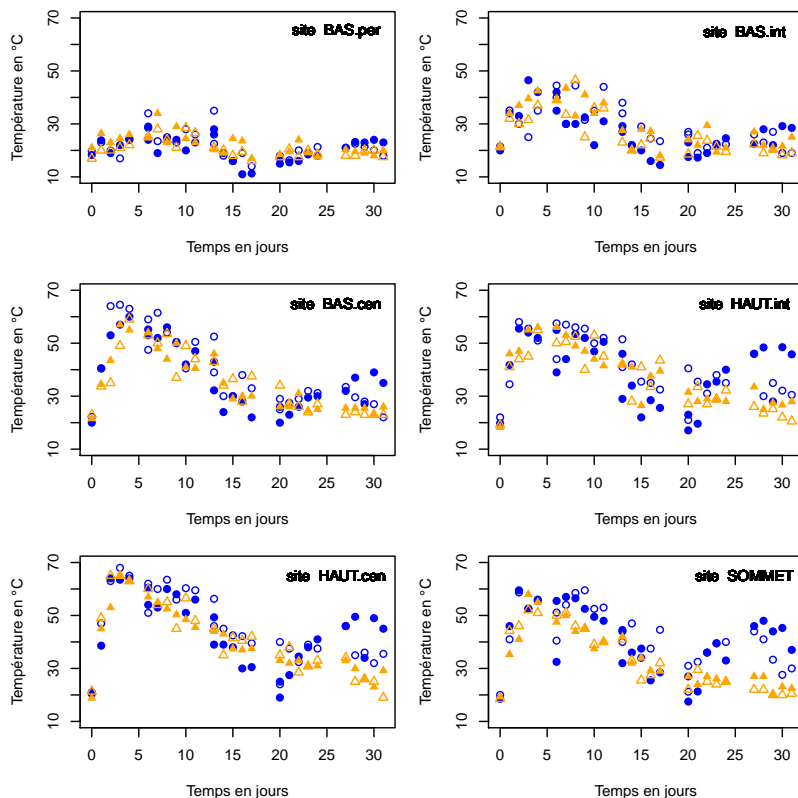 site BAS.per
Température en °C
10 30 50 70
0 5 10 15 20 25 30
Temps en jours
site BAS.int
Température en °C
10 30 50 70
0 5 10 15 20 25 30
Temps en jours
site BAS.cen
Température en °C
10 30 50 70
0 5 10 15 20 25 30
Temps en jours
site HAUT.int
Température en °C
10 30 50 70
0 5 10 15 20 25 30
Temps en jours
site HAUT.cen
Température en °C
10 30 50 70
0 5 10 15 20 25 30
Temps en jours
site SOMMET
Température en °C
10 30 50 70
0 5 10 15 20 25 30
Temps en jours